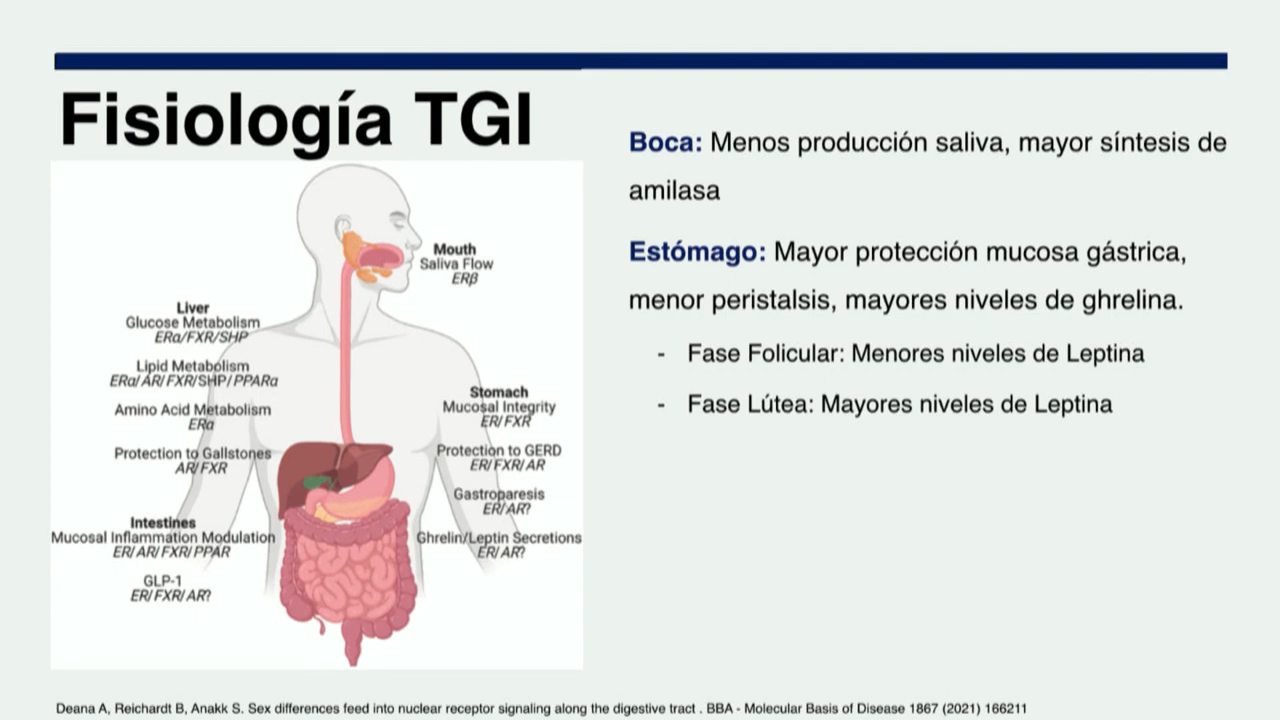 Fisiología TGI
Boca: Menos producción saliva, mayor síntesis de
amilasa
Estómago: Mayor protección mucosa gástrica,
menor peristalsis, mayores niveles de ghrelina.
- Fase Folicular: Menores niveles de Leptina
- Fase Lútea: Mayores niveles de Leptina
Mouth
Saliva Flow
ERβ
Liver
Glucose Metabolism
ERα/FXR/SHP
Lipid Metabolism
ERα/AR/FXR/SHP/PPARα
Amino Acid Metabolism
ERα
Protection to Gallstones
AR/FXR
Intestines
Mucosal Inflammation Modulation
ER/AR/FXR/PPAR
GLP-1
ER/FXR/AR?
Stomach
Mucosal Integrity
ER/FXR
Protection to GERD
ER/FXR/AR
Gastroparesis
ER/AR?
Ghrelin/Leptin Secretions
ER/AR?
Deana A, Reichardt B, Anakk S. Sex differences feed into nuclear receptor signaling along the digestive tract . BBA - Molecular Basis of Disease 1867 (2021) 166211